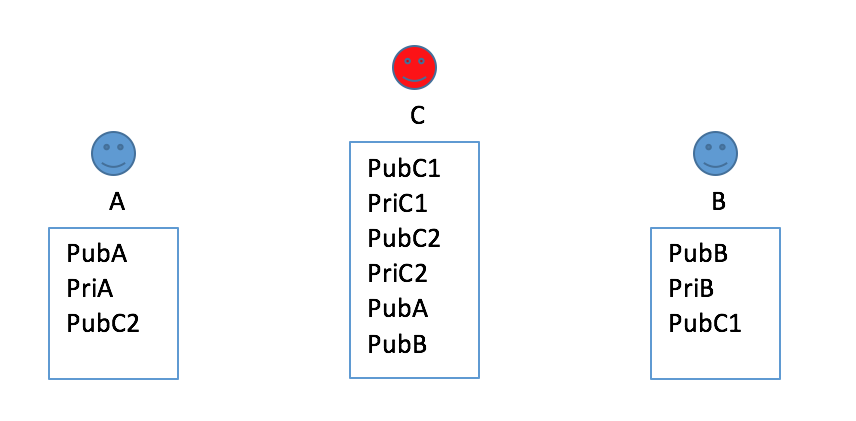 C
PubC1
PriC1
PubC2
PriC2
PubA
PubB
A
PubA
PriA
PubC2
B
PubB
PriB
PubC1